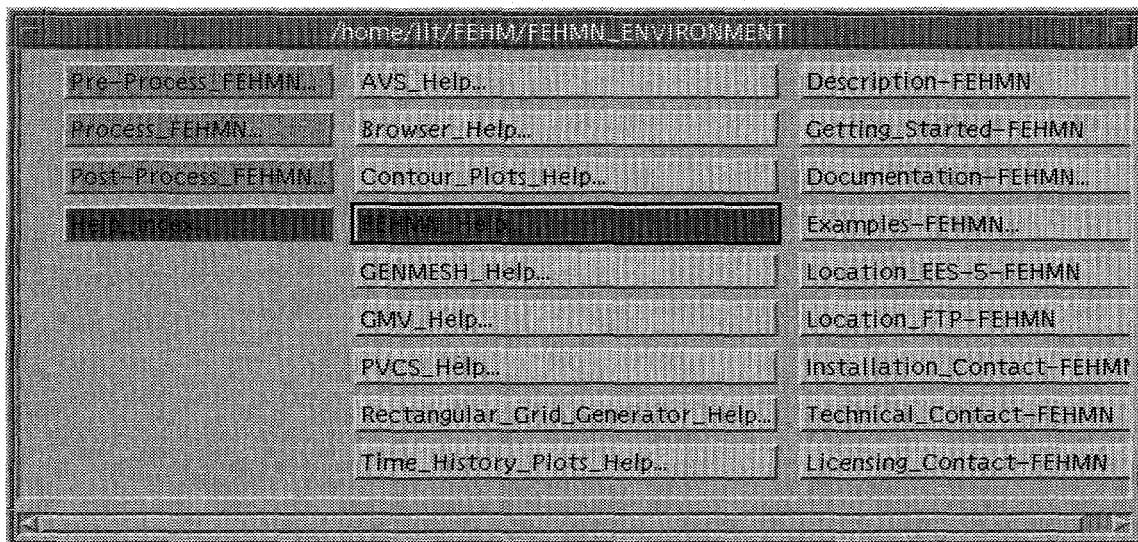 /home/llt/FEHM/FEHMN_ENVIRONMENT
Pre-Process_FEHMN...
Process_FEHMN...
Post-Process_FEHMN...
Help_Index...
AVS_Help...
Browser_Help...
Contour_Plots_Help...
FEHMN_Help...
GENMESH_Help...
GMV_Help...
PVCS_Help...
Rectangular_Grid_Generator_Help...
Time_History_Plots_Help...
Description-FEHMN
Getting_Started-FEHMN
Documentation-FEHMN...
Examples-FEHMN...
Location_EES-5-FEHMN
Location_FTP-FEHMN
Installation_Contact-FEHMN
Technical_Contact-FEHMN
Licensing_Contact-FEHMN